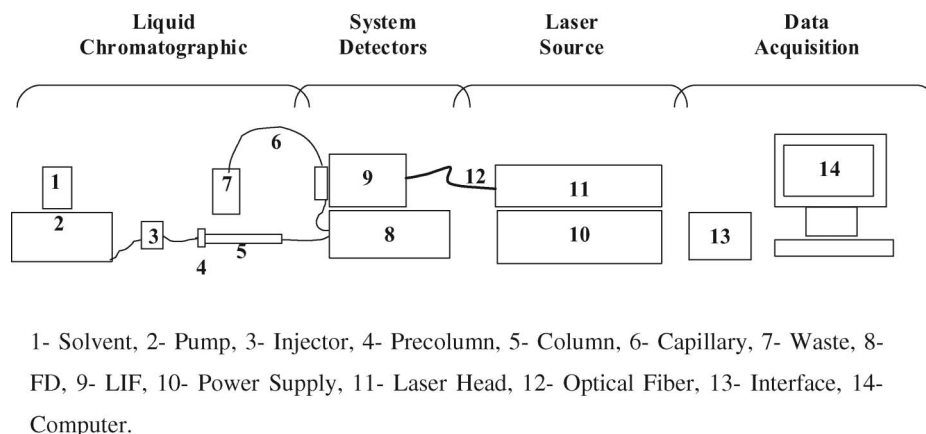 Liquid Chromatographic
System Detectors
Laser Source
Data Acquisition
1
2
3
4
5
6
7
8
9
10
11
12
13
14
1- Solvent, 2- Pump, 3- Injector, 4- Precolumn, 5- Column, 6- Capillary, 7- Waste, 8-
FD, 9- LIF, 10- Power Supply, 11- Laser Head, 12- Optical Fiber, 13- Interface, 14-
Computer.